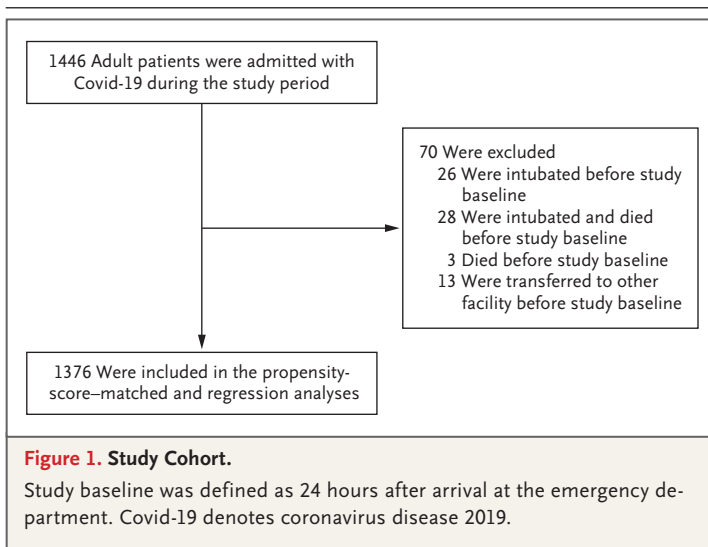 1446 Adult patients were admitted with
Covid-19 during the study period
70 Were excluded
26 Were intubated before study
baseline
28 Were intubated and died
before study baseline
3 Died before study baseline
13 Were transferred to other
facility before study baseline
1376 Were included in the propensity-
score–matched and regression analyses
Figure 1. Study Cohort.
Study baseline was defined as 24 hours after arrival at the emergency de-
partment. Covid-19 denotes coronavirus disease 2019.